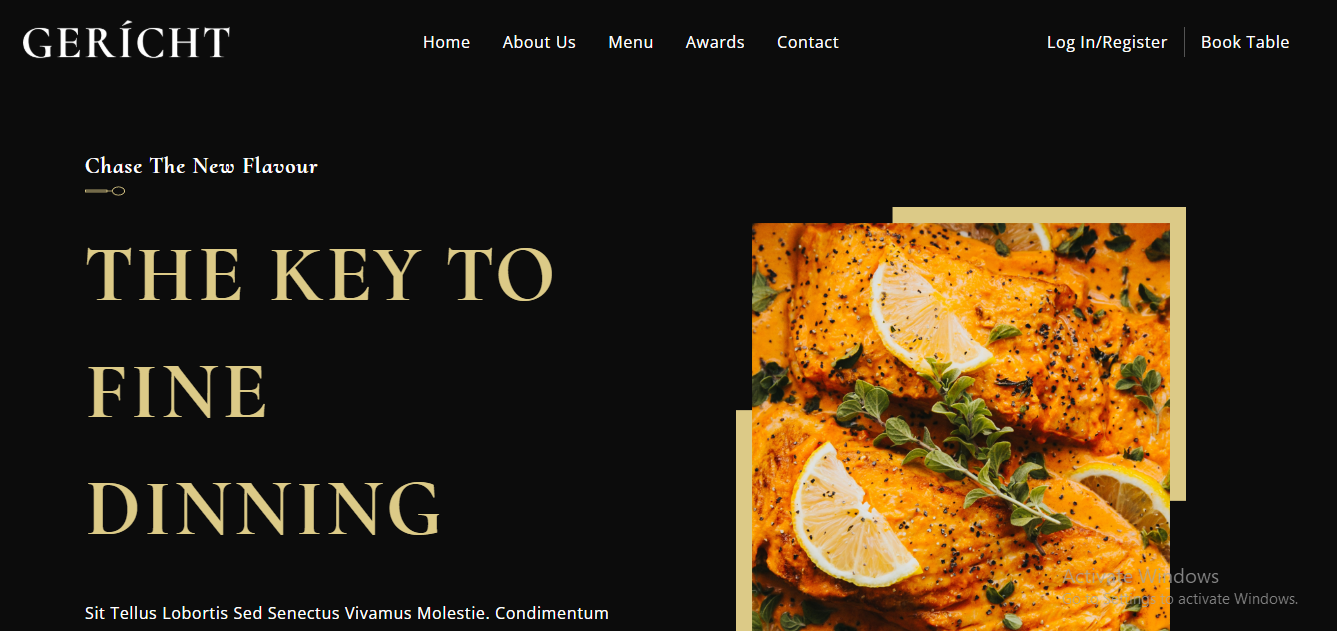 GERÍCHT
Home
About Us
Menu
Awards
Contact
Log In/Register
Book Table
Chase The New Flavour
THE KEY TO
FINE
DINNING
Sit Tellus Lobortis Sed Senectus Vivamus Molestie. Condimentum
Activate Windows
Go to Settings to activate Windows.